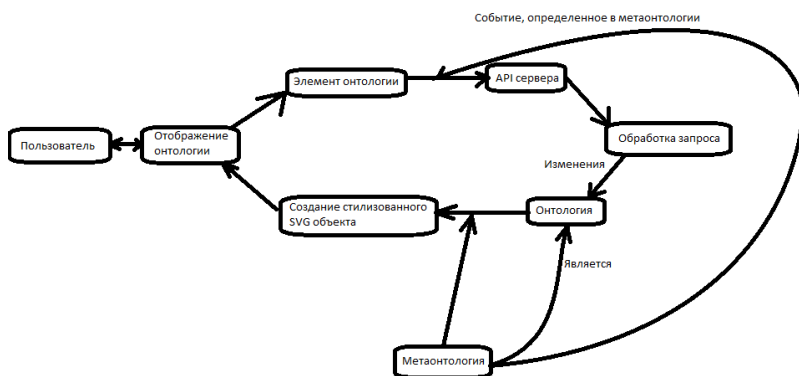 Событие, определенное в метаонтологии
Элемент онтологии
API сервера
Пользователь
Отображение
онтологии
Обработка запроса
Изменения
Создание стилизованного
SVG объекта
Онтология
Является
Метаонтология